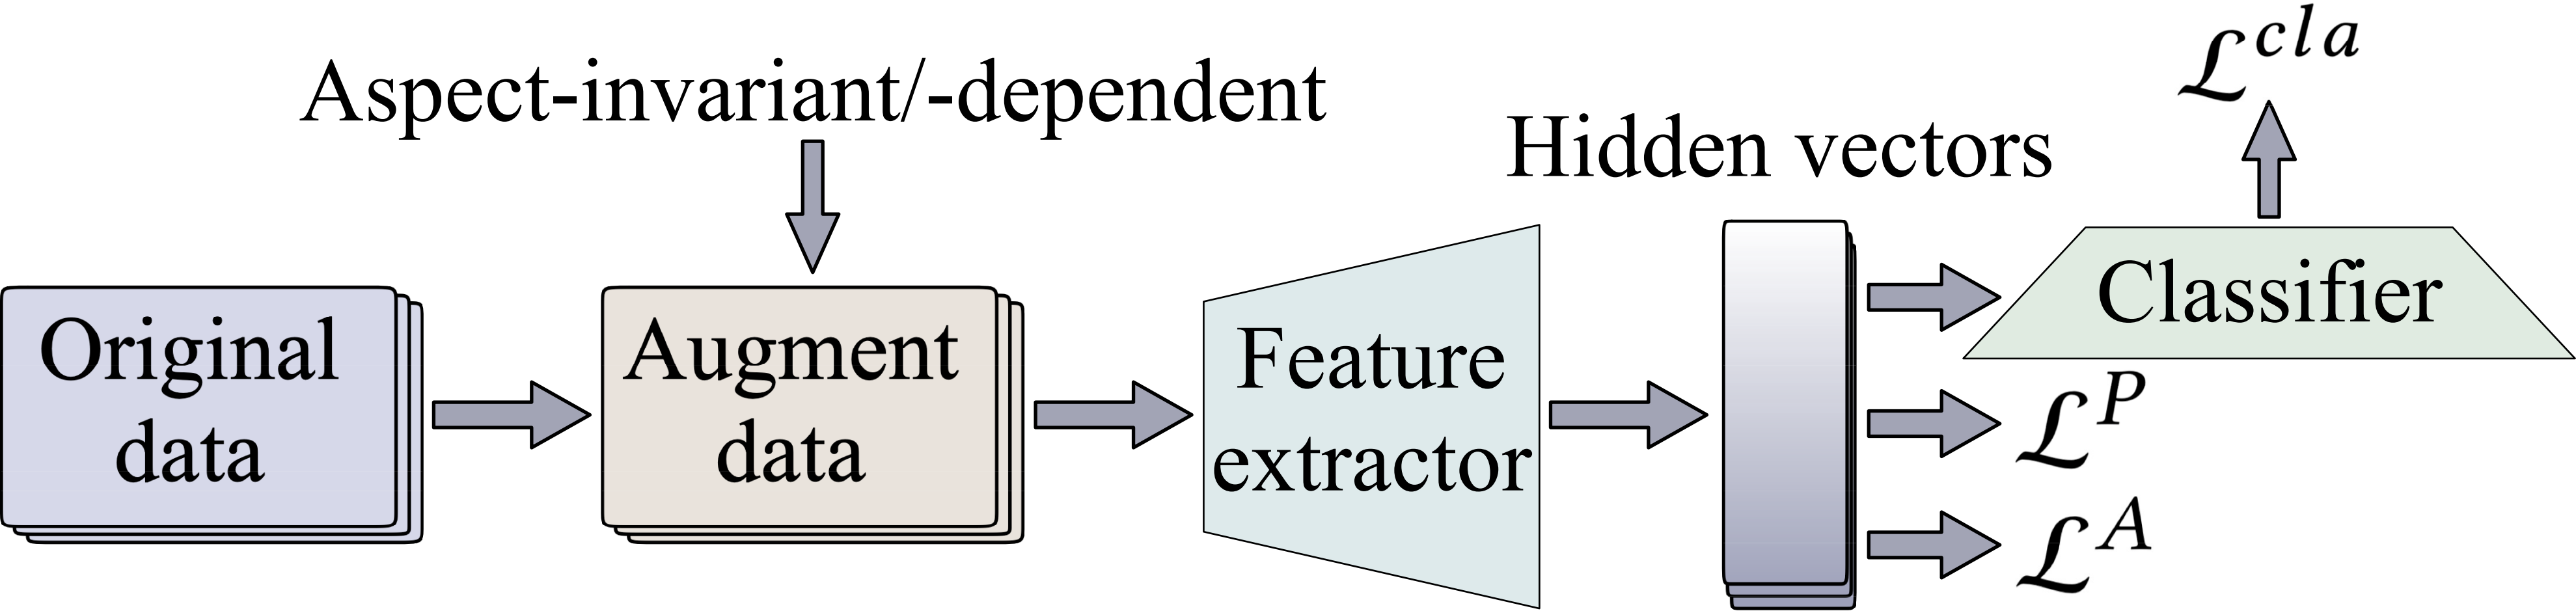 Aspect-invariant/-dependent
Original
data
Augment
data
Feature
extractor
Hidden vectors
ℒ^cla
Classifier
ℒ^P
ℒ^A